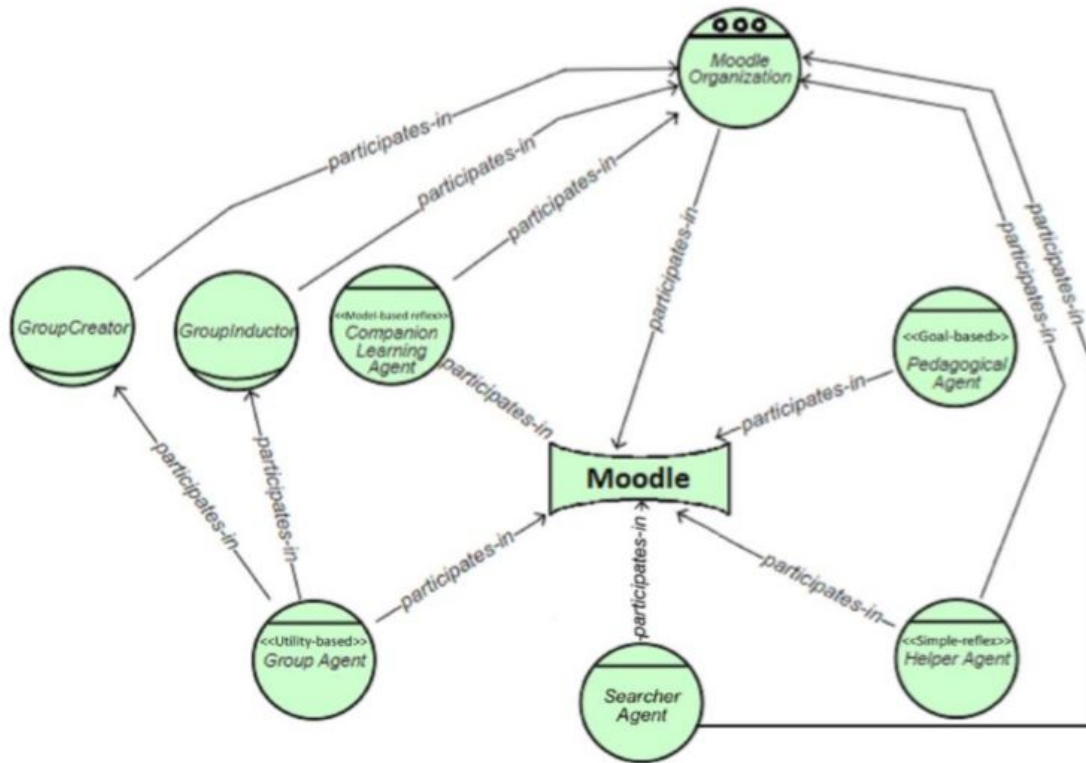 Moodle
Organization
participates-in
participates-in
participates-in
participates-in
participates-in
participates-in
GroupCreator
GroupInductor
<<Model-based reflex>>
Companion
Learning
Agent
<<Goal-based>>
Pedagogical
Agent
participates-in
participates-in
Moodle
participates-in
participates-in
participates-in
participates-in
participates-in
<<Utility-based>>
Group Agent
Searcher
Agent
<<Simple-reflex>>
Helper Agent